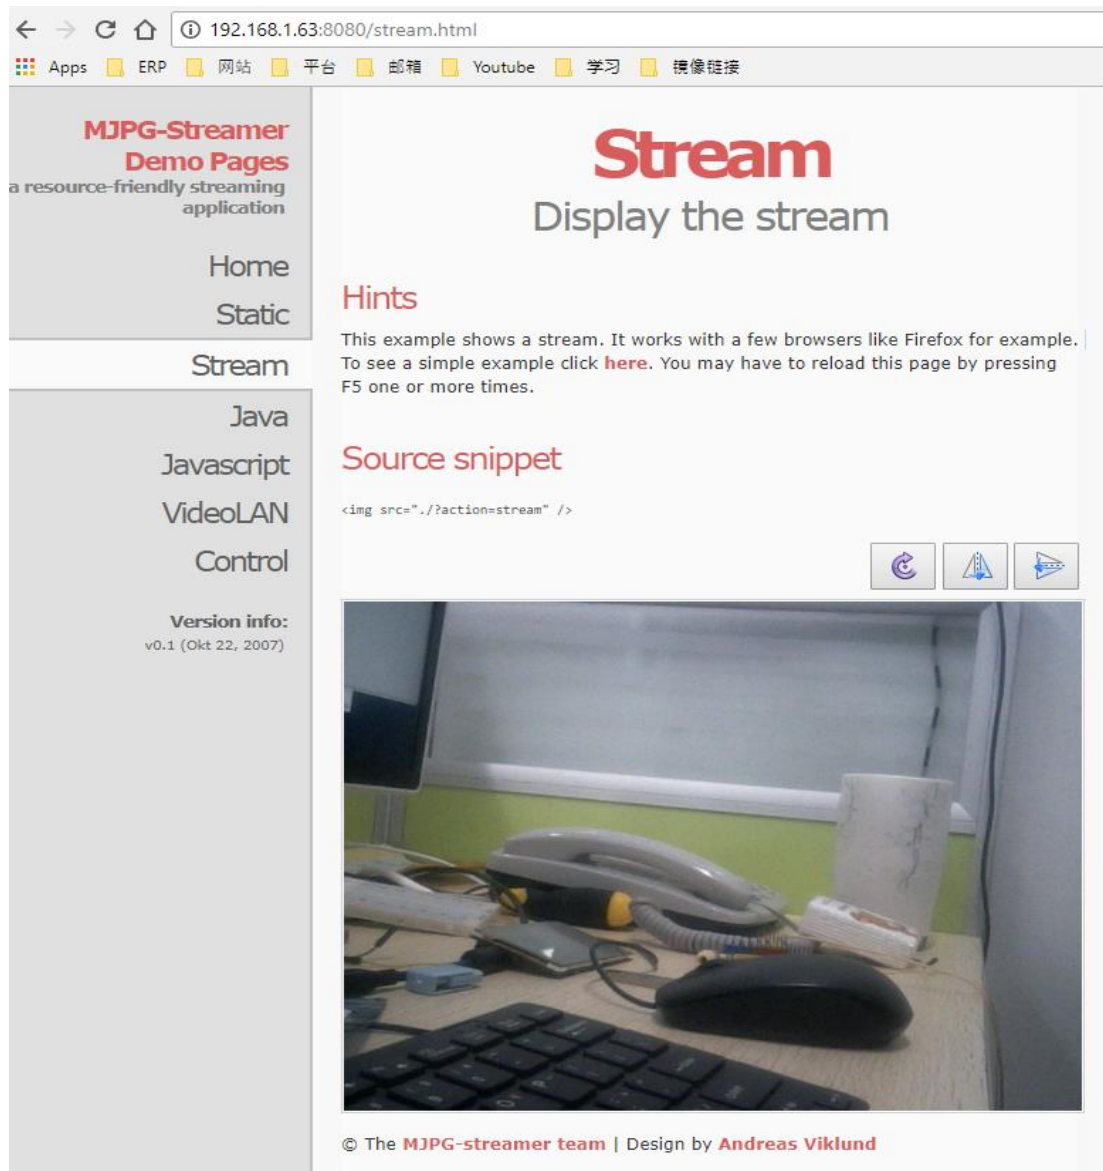 192.168.1.63:8080/stream.html
Apps ERP 网站 平台 邮箱 Youtube 学习 镜像链接
MJPG-Streamer
Demo Pages
a resource-friendly streaming
application
Home
Static
Stream
Java
Javascript
VideoLAN
Control
Version info:
v0.1 (Okt 22, 2007)
Stream
Display the stream
Hints
This example shows a stream. It works with a few browsers like Firefox for example.
To see a simple example click here. You may have to reload this page by pressing
F5 one or more times.
Source snippet
<img src="./?action=stream" />
© The MJPG-streamer team | Design by Andreas Viklund